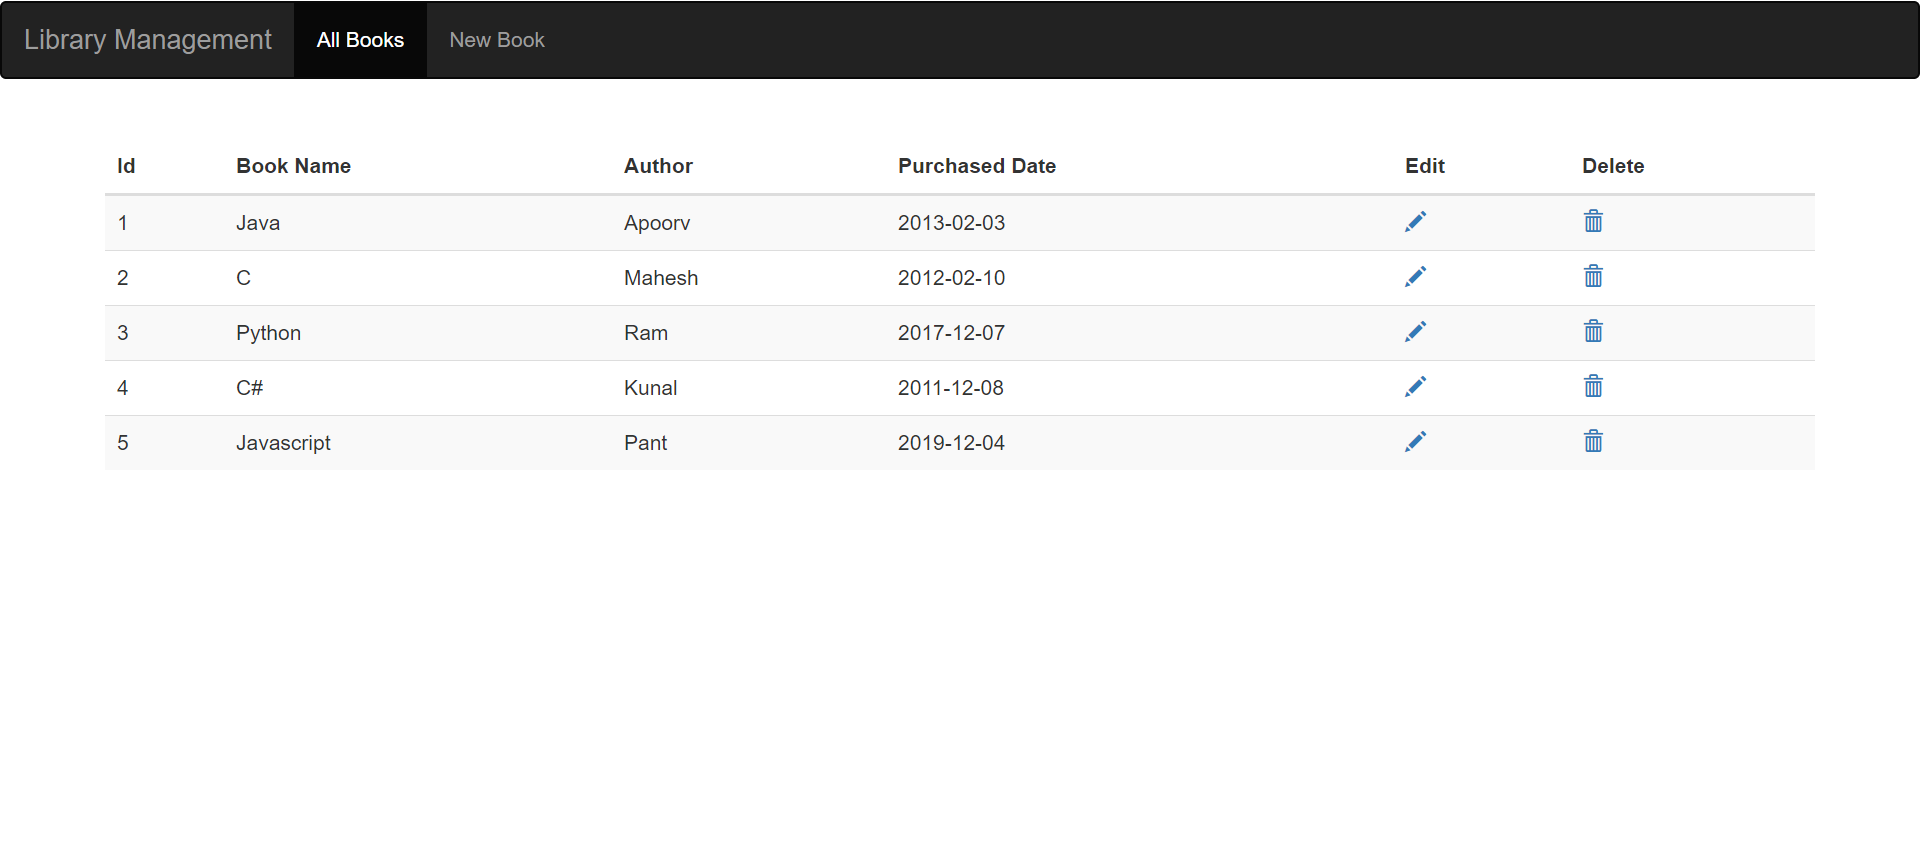 Library Management All Books New Book
Id Book Name Author Purchased Date Edit Delete
1 Java Apoorv 2013-02-03
2 C Mahesh 2012-02-10
3 Python Ram 2017-12-07
4 C# Kunal 2011-12-08
5 Javascript Pant 2019-12-04